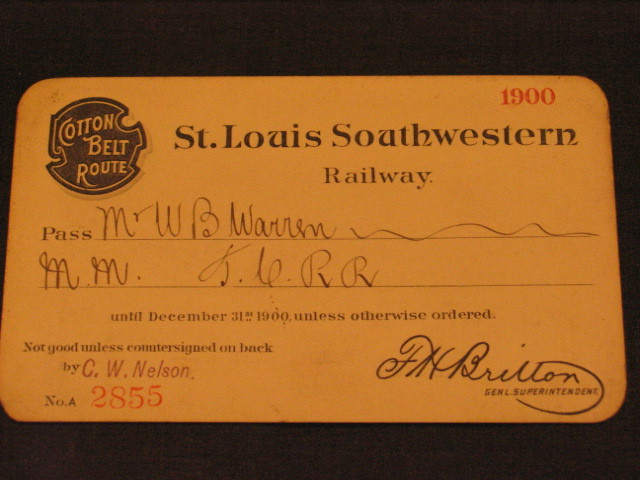 1900
COTTON
BELT
ROUTE
St. Louis Southwestern
Railway.
Pass Mr W B Warren
M.M. I.C. R R
until December 31st 1900, unless otherwise ordered.
Not good unless countersigned on back
by C. W. Nelson.
No. A 2855
F H Britton
GEN'L. SUPERINTENDENT.